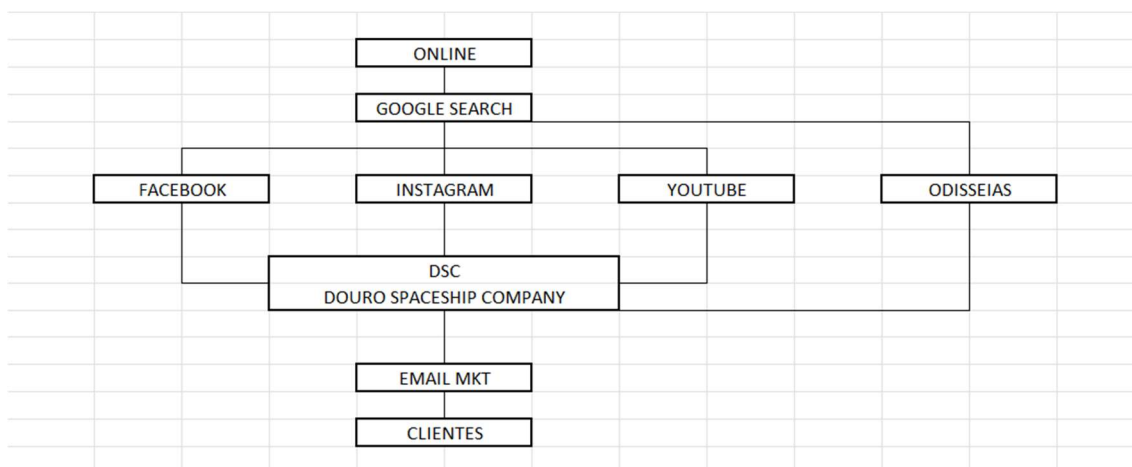 ONLINE
GOOGLE SEARCH
FACEBOOK
INSTAGRAM
YOUTUBE
ODISSEIAS
DSC
DOURO SPACESHIP COMPANY
EMAIL MKT
CLIENTES